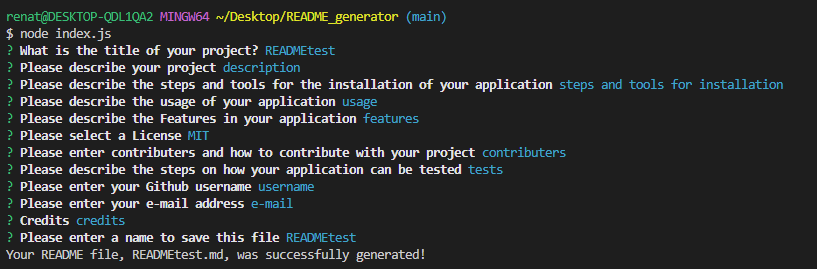 renat@DESKTOP-QDL1QA2 MINGW64 ~/Desktop/README_generator (main)
$ node index.js
? What is the title of your project? READMEtest
? Please describe your project description
? Please describe the steps and tools for the installation of your application steps and tools for installation
? Please describe the usage of your application usage
? Please describe the Features in your application features
? Please select a License MIT
? Please enter contributers and how to contribute with your project contributers
? Please describe the steps on how your application can be tested tests
? Please enter your Github username username
? Please enter your e-mail address e-mail
? Credits credits
? Please enter a name to save this file READMEtest
Your README file, READMEtest.md, was successfully generated!